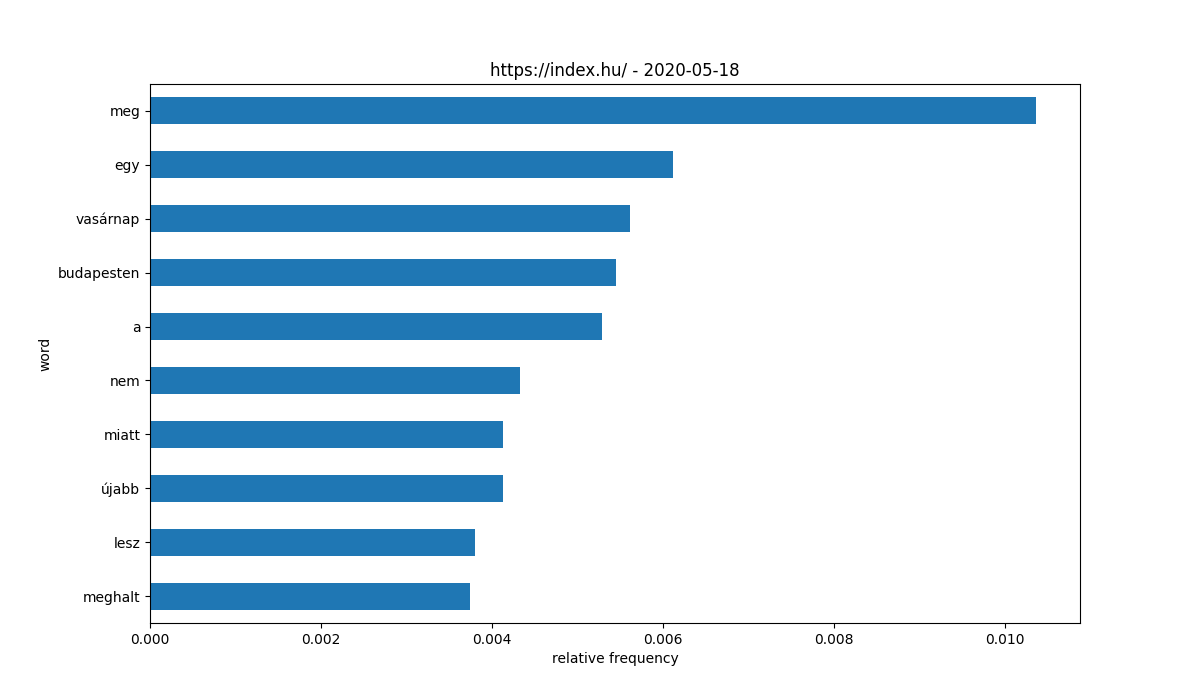 https://index.hu/ - 2020-05-18
meg
egy
vasárnap
budapesten
a
nem
miatt
újabb
lesz
meghalt
word
0.000 0.002 0.004 0.006 0.008 0.010
relative frequency